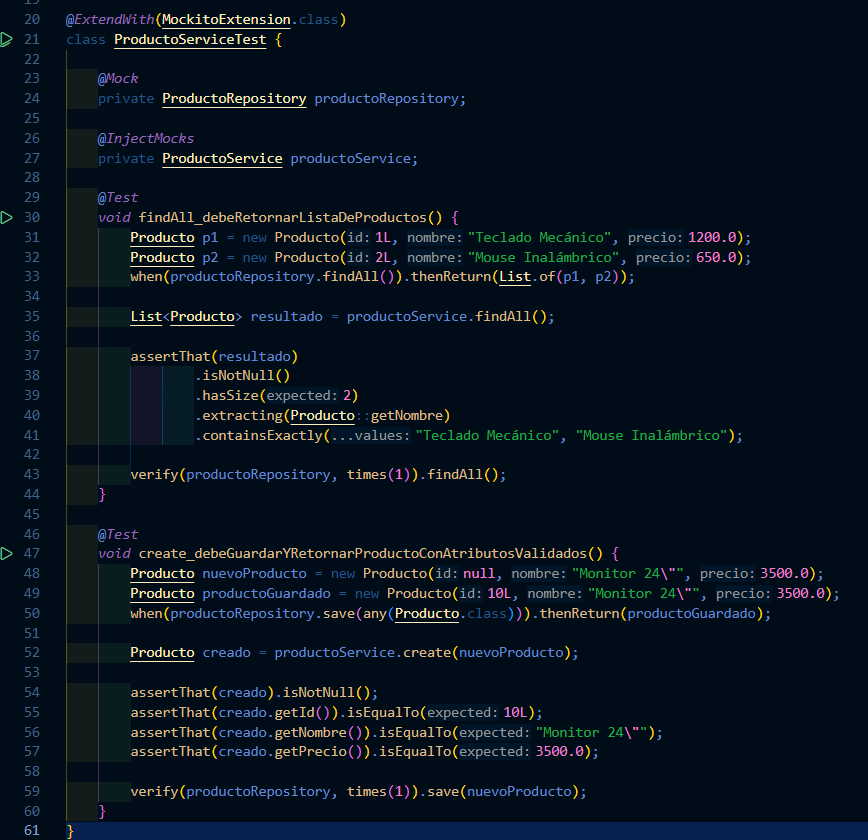 20 @ExtendWith(MockitoExtension.class)
21 class ProductoServiceTest {
22
23 @Mock
24 private ProductoRepository productoRepository;
25
26 @InjectMocks
27 private ProductoService productoService;
28
29 @Test
30 void findAll_debeRetornarListaDeProductos() {
31 Producto p1 = new Producto(id: 1L, nombre: "Teclado Mecánico", precio: 1200.0);
32 Producto p2 = new Producto(id: 2L, nombre: "Mouse Inalámbrico", precio: 650.0);
33 when(productoRepository.findAll()).thenReturn(List.of(p1, p2));
34
35 List<Producto> resultado = productoService.findAll();
36
37 assertThat(resultado)
38 .isNotNull()
39 .hasSize(expected: 2)
40 .extracting(Producto::getNombre)
41 .containsExactly(...values: "Teclado Mecánico", "Mouse Inalámbrico");
42
43 verify(productoRepository, times(1)).findAll();
44 }
45
46 @Test
47 void create_debeGuardarYRetornarProductoConAtributosValidados() {
48 Producto nuevoProducto = new Producto(id: null, nombre: "Monitor 24\"", precio: 3500.0);
49 Producto productoGuardado = new Producto(id: 10L, nombre: "Monitor 24\"", precio: 3500.0);
50 when(productoRepository.save(any(Producto.class))).thenReturn(productoGuardado);
51
52 Producto creado = productoService.create(nuevoProducto);
53
54 assertThat(creado).isNotNull();
55 assertThat(creado.getId()).isEqualTo(expected: 10L);
56 assertThat(creado.getNombre()).isEqualTo(expected: "Monitor 24\"");
57 assertThat(creado.getPrecio()).isEqualTo(expected: 3500.0);
58
59 verify(productoRepository, times(1)).save(nuevoProducto);
60 }
61 }